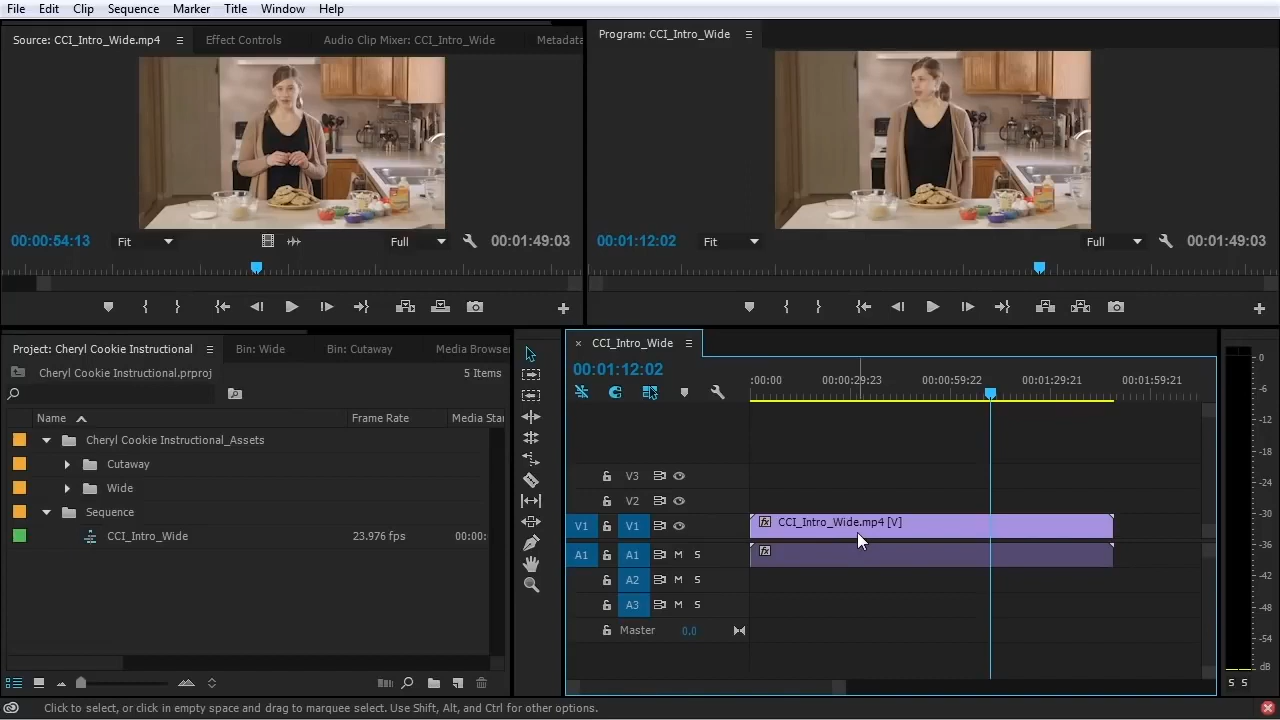 File Edit Clip Sequence Marker Title Window Help
Source: CCI_Intro_Wide.mp4 Effect Controls Audio Clip Mixer: CCI_Intro_Wide Metadata
Program: CCI_Intro_Wide
00:00:54:13 Fit Full 00:01:49:03
00:01:12:02 Fit Full 00:01:49:03
Project: Cheryl Cookie Instructional Bin: Wide Bin: Cutaway Media Browse
Cheryl Cookie Instructional.prproj 5 Items
Name Frame Rate Media Star
Cheryl Cookie Instructional_Assets
Cutaway
Wide
Sequence
CCI_Intro_Wide 23.976 fps 00:00:
× CCI_Intro_Wide
00:01:12:02
:00:00 00:00:29:23 00:00:59:22 00:01:29:21 00:01:59:21
V3
V2
V1 V1 fx CCI_Intro_Wide.mp4 [V]
A1 A1 M S fx
A2 M S
A3 M S
Master 0.0
0
-6
-12
-18
-24
-30
-36
-42
-48
-54
dB
S S
Click to select, or click in empty space and drag to marquee select. Use Shift, Alt, and Ctrl for other options.